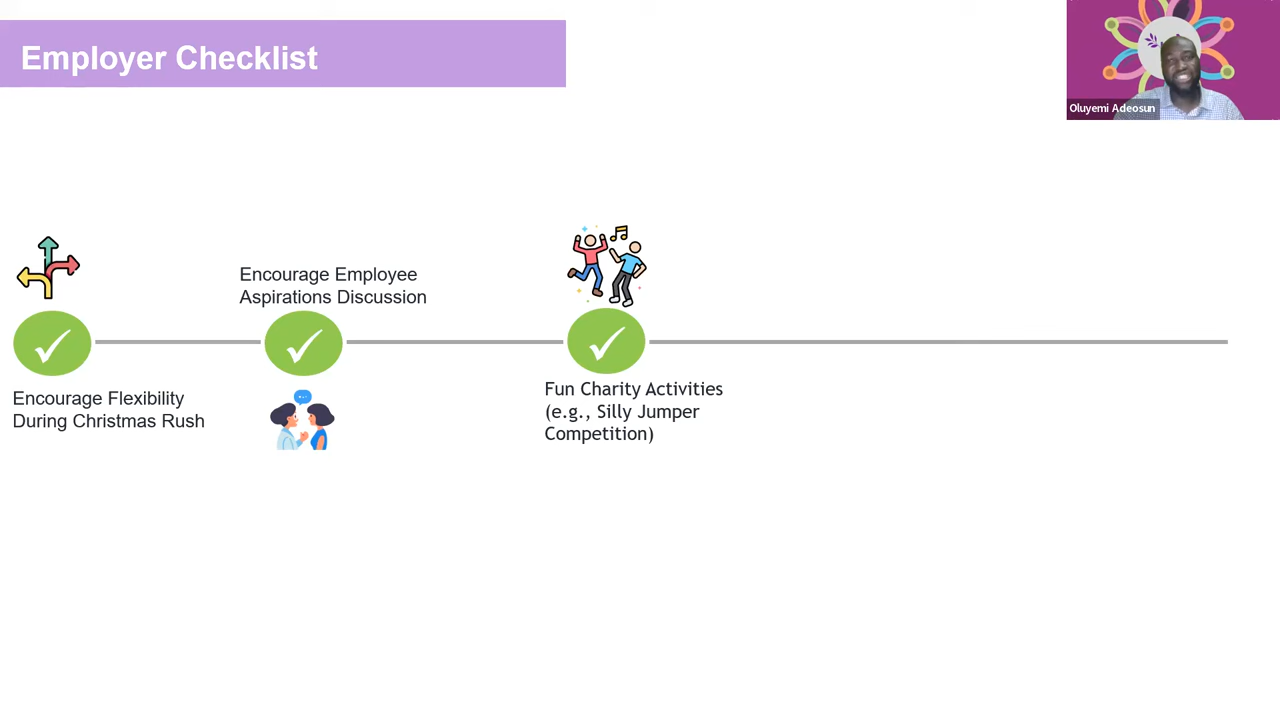 Employer Checklist
Oluyemi Adeosun
Encourage Employee
Aspirations Discussion
Encourage Flexibility
During Christmas Rush
Fun Charity Activities
(e.g., Silly Jumper
Competition)